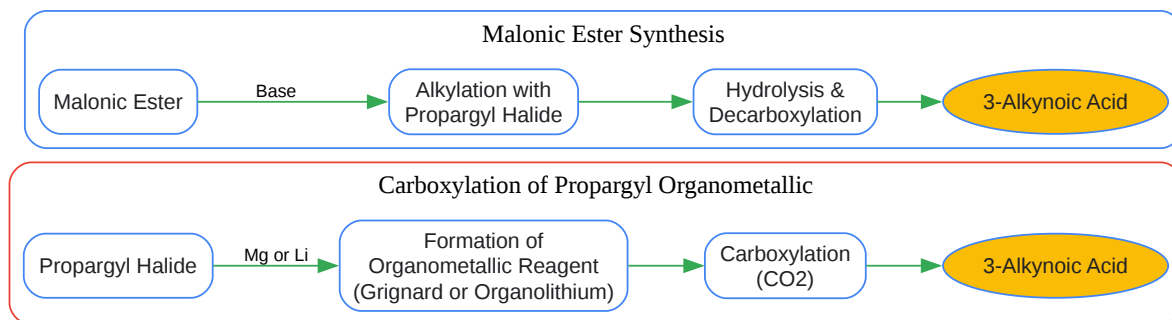 Malonic Ester Synthesis
Malonic Ester
Base
Alkylation with
Propargyl Halide
Hydrolysis &
Decarboxylation
3-Alkynoic Acid
Carboxylation of Propargyl Organometallic
Propargyl Halide
Mg or Li
Formation of
Organometallic Reagent
(Grignard or Organolithium)
Carboxylation
(CO2)
3-Alkynoic Acid